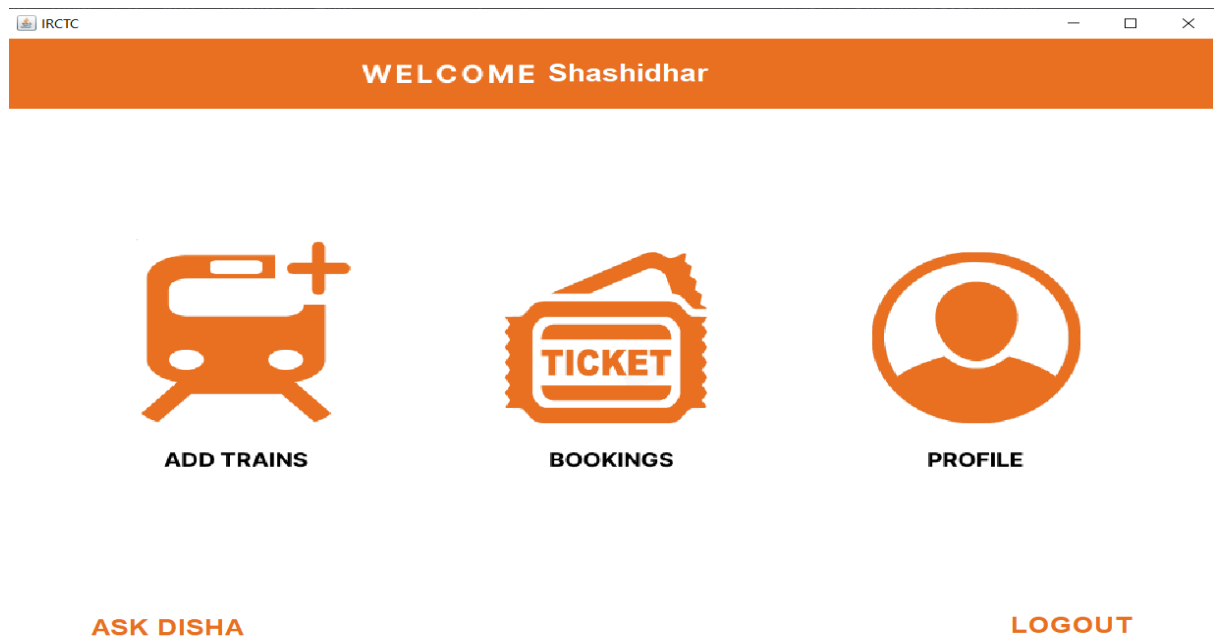 IRCTC
WELCOME Shashidhar
TICKET
ADD TRAINS BOOKINGS PROFILE
ASK DISHA LOGOUT